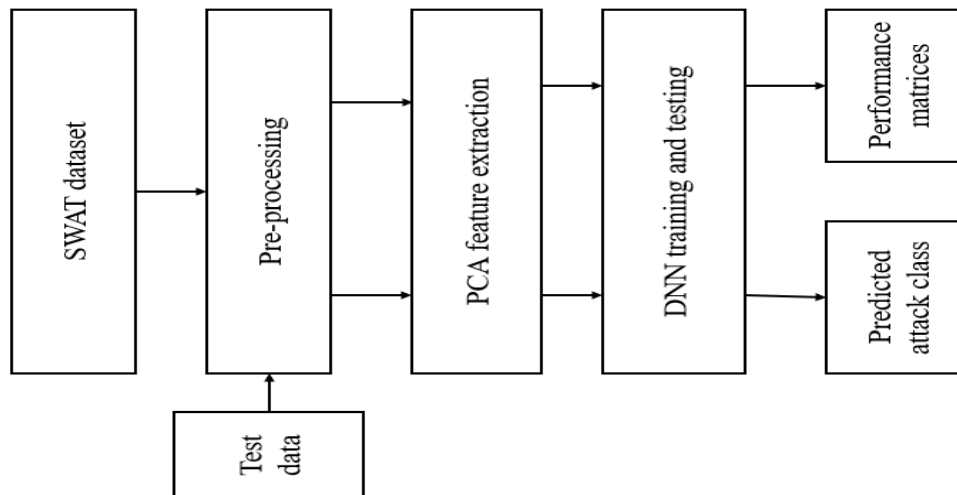 SWAT dataset
Pre-processing
Test
data
PCA feature extraction
DNN training and testing
Performance
matrices
Predicted
attack class